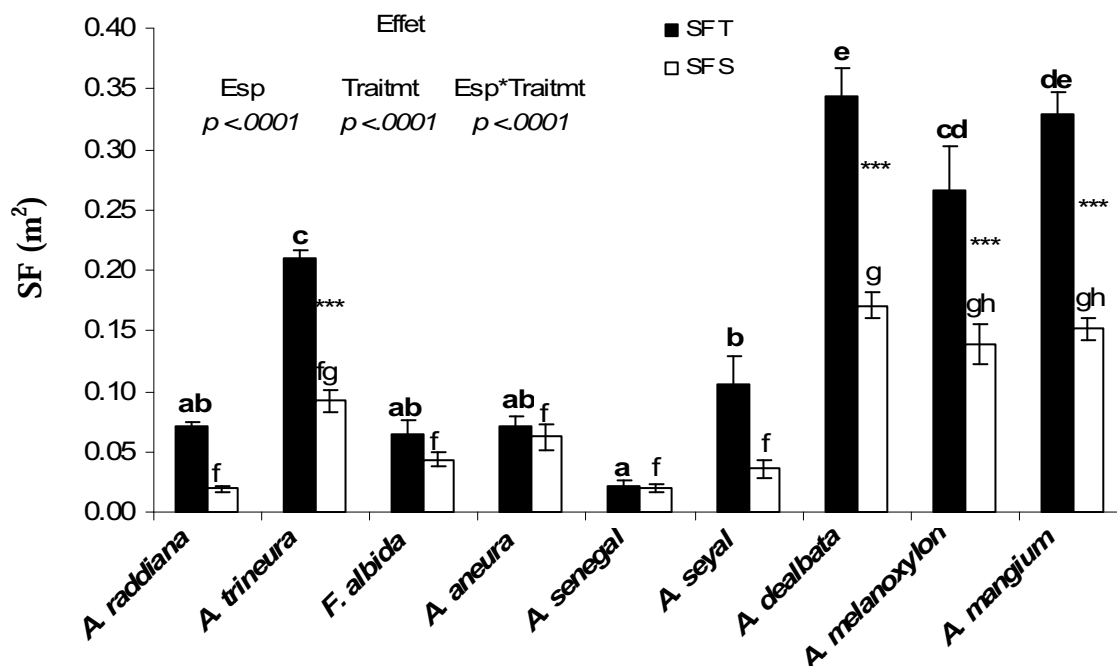 0.40
0.35
0.30
0.25
0.20
0.15
0.10
0.05
0.00
SF (m²)
Effet
Esp Traitmt Esp*Traitmt
p <.0001 p <.0001 p <.0001
SFT
SFS
ab
f
c
***
fg
ab
f
ab
f
a
f
b
f
e
***
g
cd
***
gh
de
***
gh
A. raddiana
A. trineura
F. albida
A. aneura
A. senegal
A. seyal
A. dealbata
A. melanoxylon
A. mangium